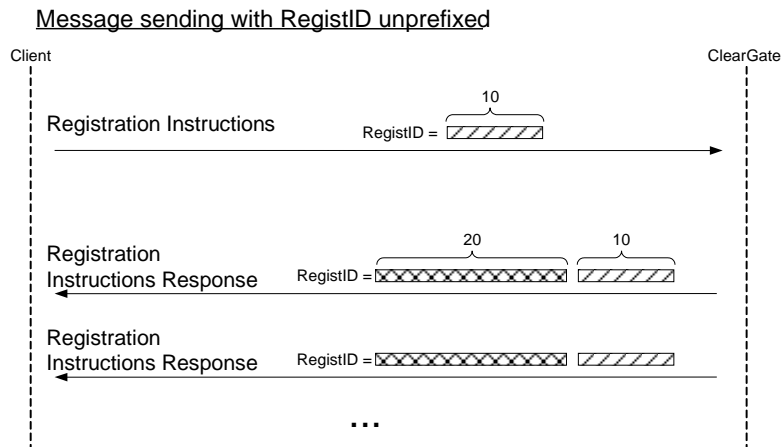 Message sending with RegistID unprefixed
Client
ClearGate
10
Registration Instructions
RegistID =
20
10
Registration
Instructions Response
RegistID =
Registration
Instructions Response
RegistID =
...